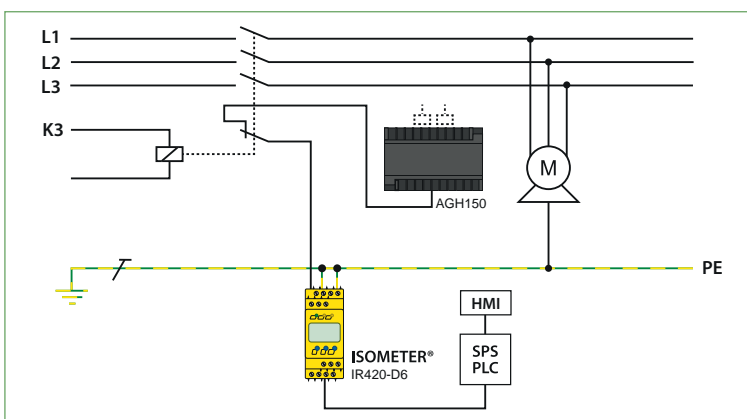 L1
L2
L3
K3
M
AGH150
PE
HMI
ISOMETER®
IR420-D6
SPS
PLC